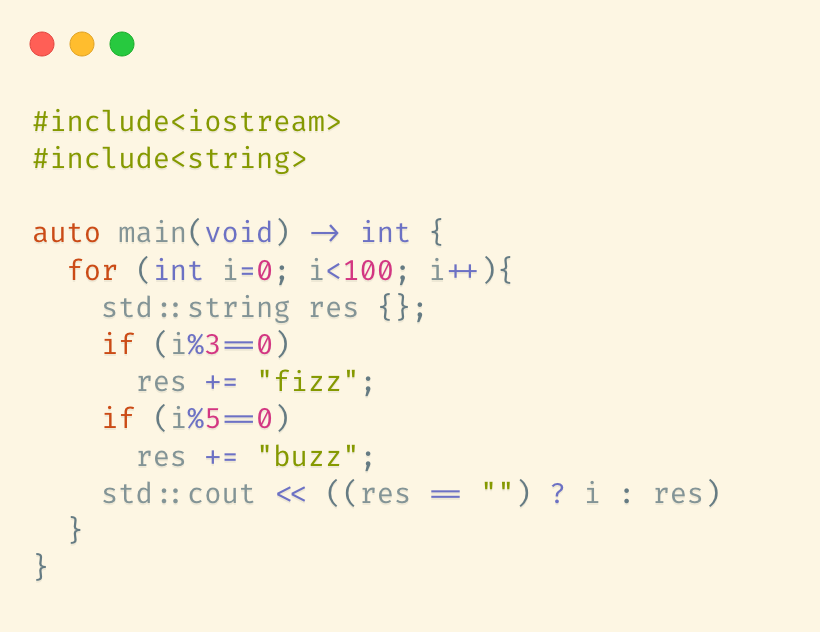 #include<iostream>
#include<string>

auto main(void) -> int {
  for (int i=0; i<100; i++){
    std::string res {};
    if (i%3==0)
      res += "fizz";
    if (i%5==0)
      res += "buzz";
    std::cout << ((res == "") ? i : res)
  }
}